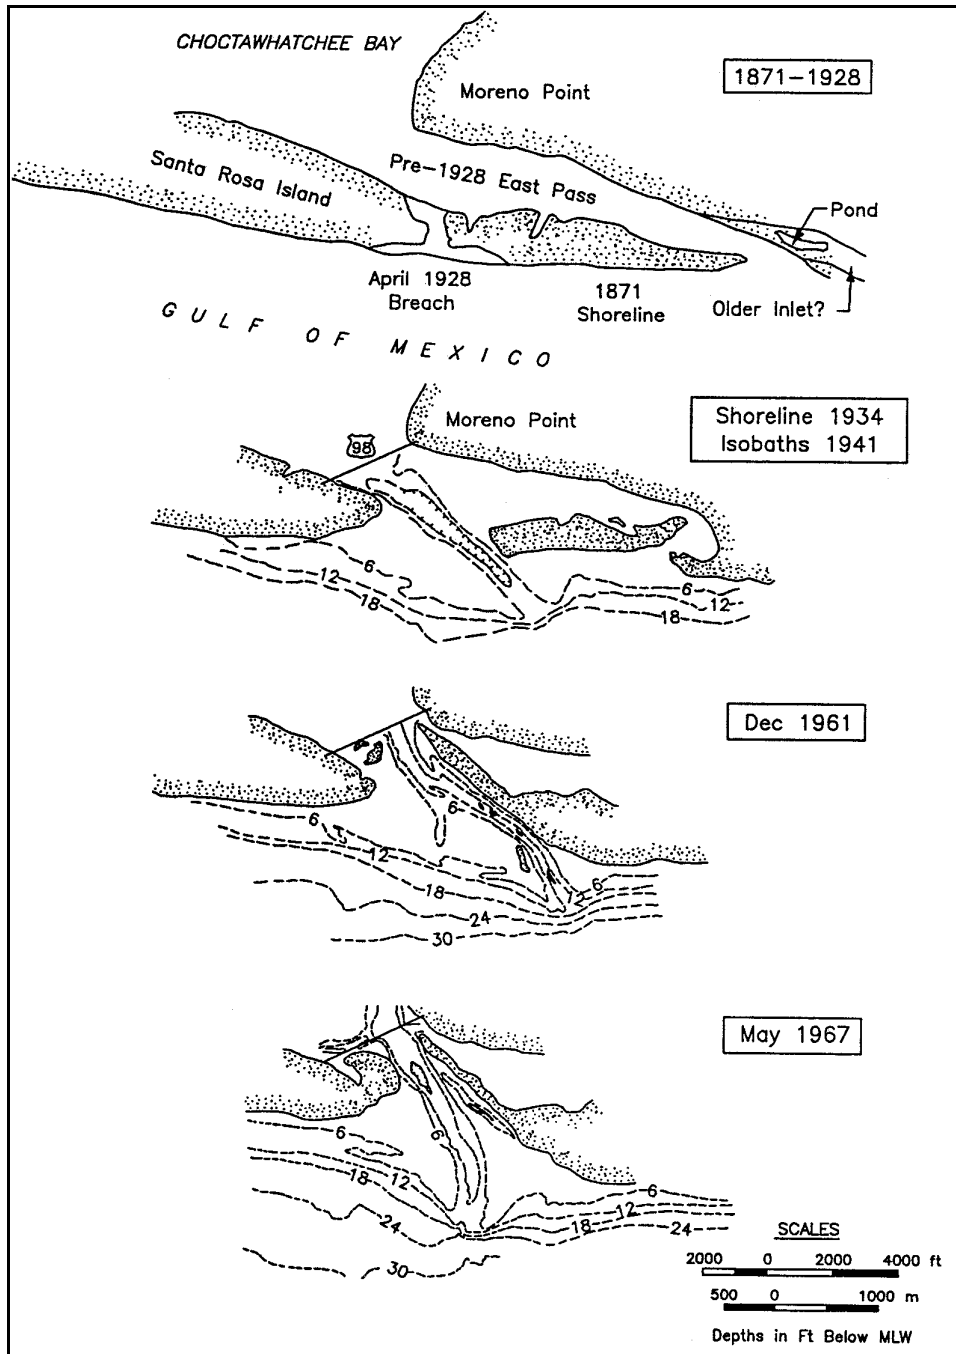 CHOCTAWHATCHEE BAY
1871-1928
Moreno Point
Santa Rosa Island
Pre-1928 East Pass
Pond
April 1928
Breach
1871
Shoreline
Older Inlet?
GULF OF MEXICO
Shoreline 1934
Isobaths 1941
Moreno Point
98
6
12
18
6
12
18
Dec 1961
6
12
18
24
30
6
6
12
May 1967
6
12
18
24
30
6
6
12
18
24
SCALES
2000 0 2000 4000 ft
500 0 1000 m
Depths in Ft Below MLW